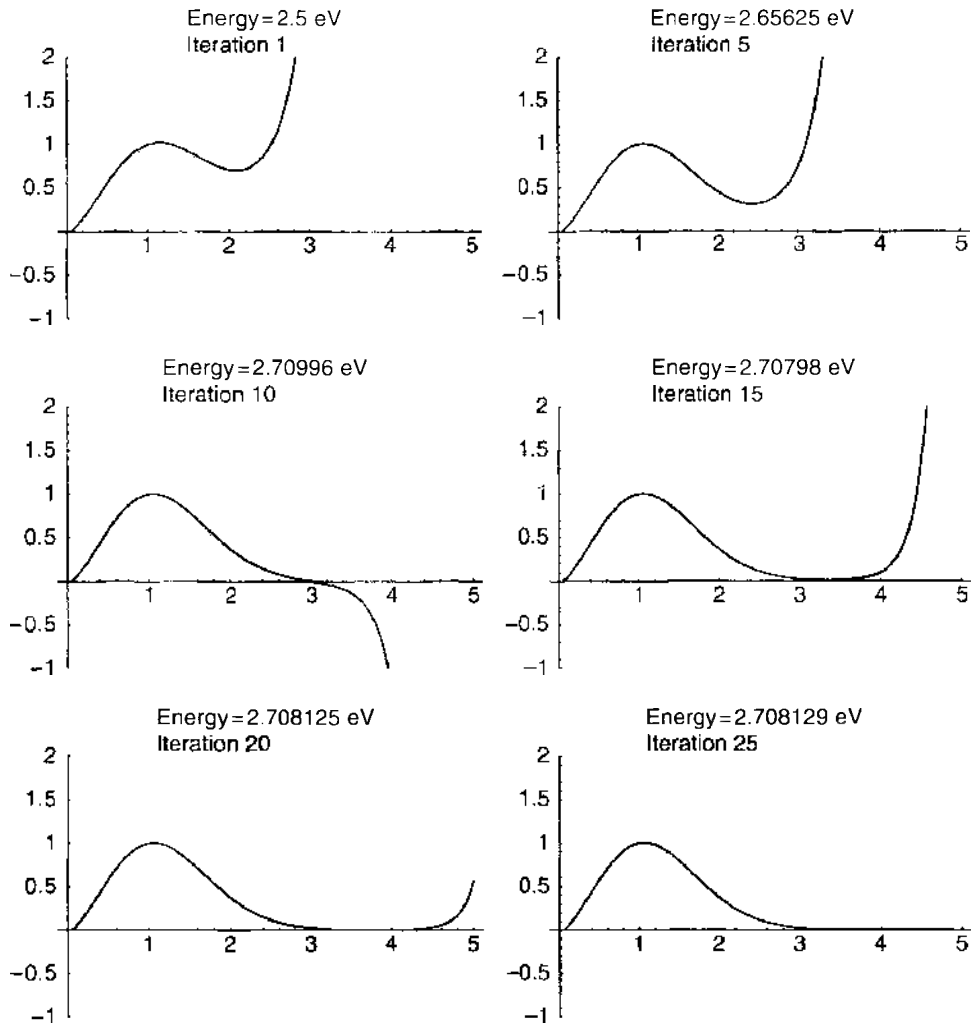 Energy=2.5 eV
Iteration 1
2
1.5
1
0.5
−0.5
−1
1 2 3 4 5
Energy=2.65625 eV
Iteration 5
2
1.5
1
0.5
−0.5
−1
1 2 3 4 5
Energy=2.70996 eV
Iteration 10
2
1.5
1
0.5
−0.5
−1
1 2 3 4 5
Energy=2.70798 eV
Iteration 15
2
1.5
1
0.5
−0.5
−1
1 2 3 4 5
Energy=2.708125 eV
Iteration 20
2
1.5
1
0.5
−0.5
−1
1 2 3 4 5
Energy=2.708129 eV
Iteration 25
2
1.5
1
0.5
−0.5
−1
1 2 3 4 5